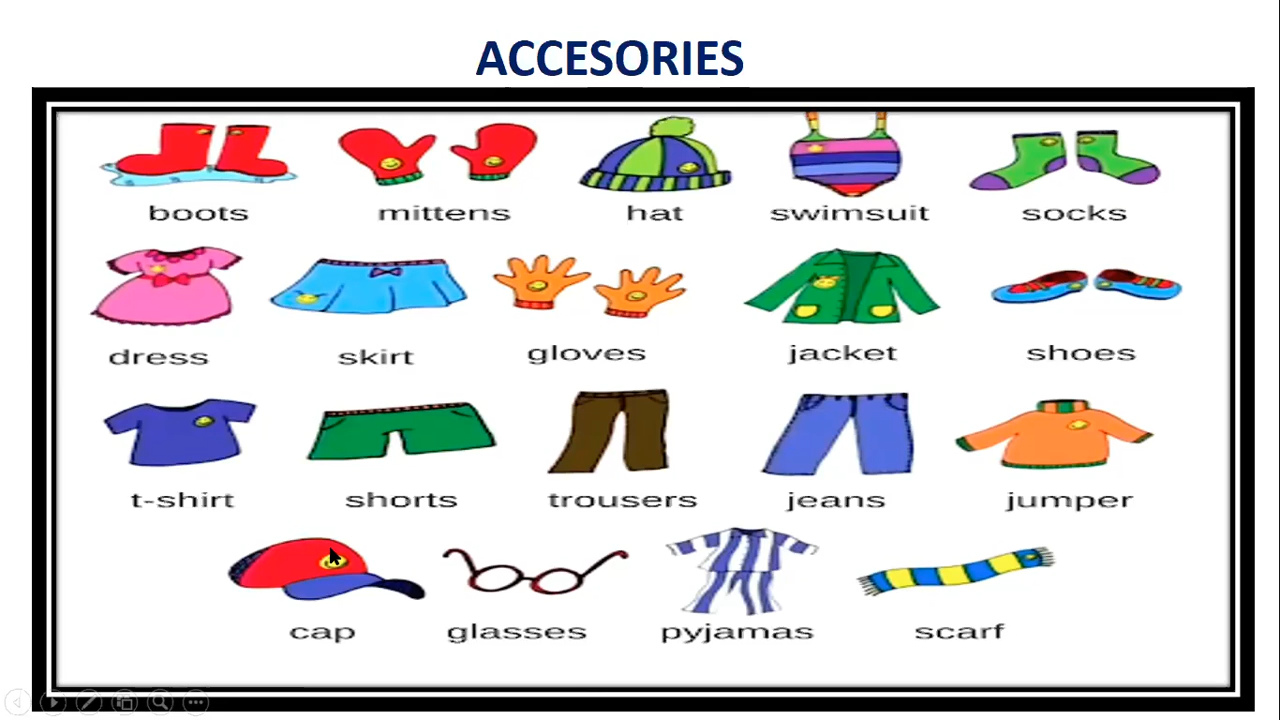 ACCESORIES
boots mittens hat swimsuit socks
dress skirt gloves jacket shoes
t-shirt shorts trousers jeans jumper
cap glasses pyjamas scarf